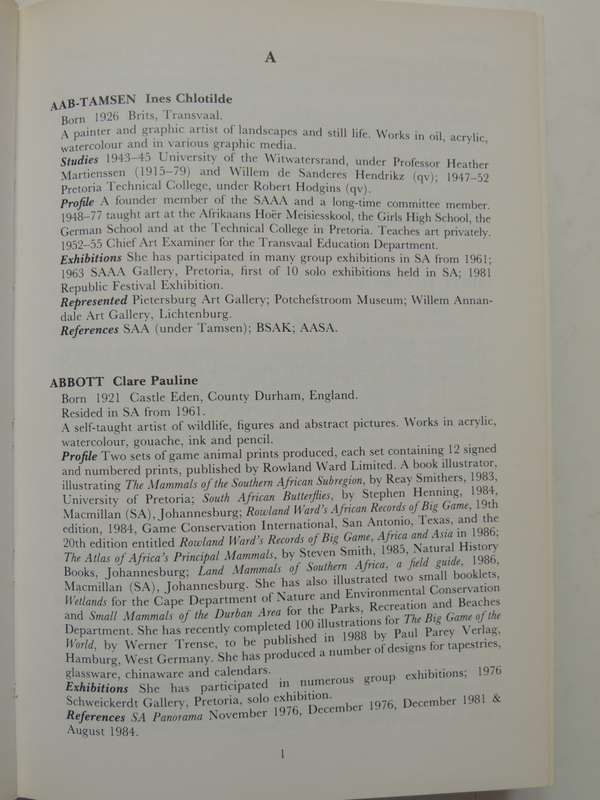 A
AAB-TAMSEN Ines Chlotilde
Born 1926 Brits, Transvaal.
A painter and graphic artist of landscapes and still life. Works in oil, acrylic,
watercolour and in various graphic media.
Studies 1943–45 University of the Witwatersrand, under Professor Heather
Martienssen (1915–79) and Willem de Sanderes Hendrikz (qv); 1947–52
Pretoria Technical College, under Robert Hodgins (qv).
Profile A founder member of the SAAA and a long-time committee member.
1948–77 taught art at the Afrikaans Hoër Meisiesskool, the Girls High School, the
German School and at the Technical College in Pretoria. Teaches art privately.
1952–55 Chief Art Examiner for the Transvaal Education Department.
Exhibitions She has participated in many group exhibitions in SA from 1961;
1963 SAAA Gallery, Pretoria, first of 10 solo exhibitions held in SA; 1981
Republic Festival Exhibition.
Represented Pietersburg Art Gallery; Potchefstroom Museum; Willem Annan-
dale Art Gallery, Lichtenburg.
References SAA (under Tamsen); BSAK; AASA.
ABBOTT Clare Pauline
Born 1921 Castle Eden, County Durham, England.
Resided in SA from 1961.
A self-taught artist of wildlife, figures and abstract pictures. Works in acrylic,
watercolour, gouache, ink and pencil.
Profile Two sets of game animal prints produced, each set containing 12 signed
and numbered prints, published by Rowland Ward Limited. A book illustrator,
illustrating The Mammals of the Southern African Subregion, by Reay Smithers, 1983,
University of Pretoria; South African Butterflies, by Stephen Henning, 1984,
Macmillan (SA), Johannesburg; Rowland Ward's African Records of Big Game, 19th
edition, 1984, Game Conservation International, San Antonio, Texas, and the
20th edition entitled Rowland Ward's Records of Big Game, Africa and Asia in 1986;
The Atlas of Africa's Principal Mammals, by Steven Smith, 1985, Natural History
Books, Johannesburg; Land Mammals of Southern Africa, a field guide, 1986,
Macmillan (SA), Johannesburg. She has also illustrated two small booklets,
Wetlands for the Cape Department of Nature and Environmental Conservation
and Small Mammals of the Durban Area for the Parks, Recreation and Beaches
Department. She has recently completed 100 illustrations for The Big Game of the
World, by Werner Trense, to be published in 1988 by Paul Parey Verlag,
Hamburg, West Germany. She has produced a number of designs for tapestries,
glassware, chinaware and calendars.
Exhibitions She has participated in numerous group exhibitions; 1976
Schweickerdt Gallery, Pretoria, solo exhibition.
References SA Panorama November 1976, December 1976, December 1981 &
August 1984.
1